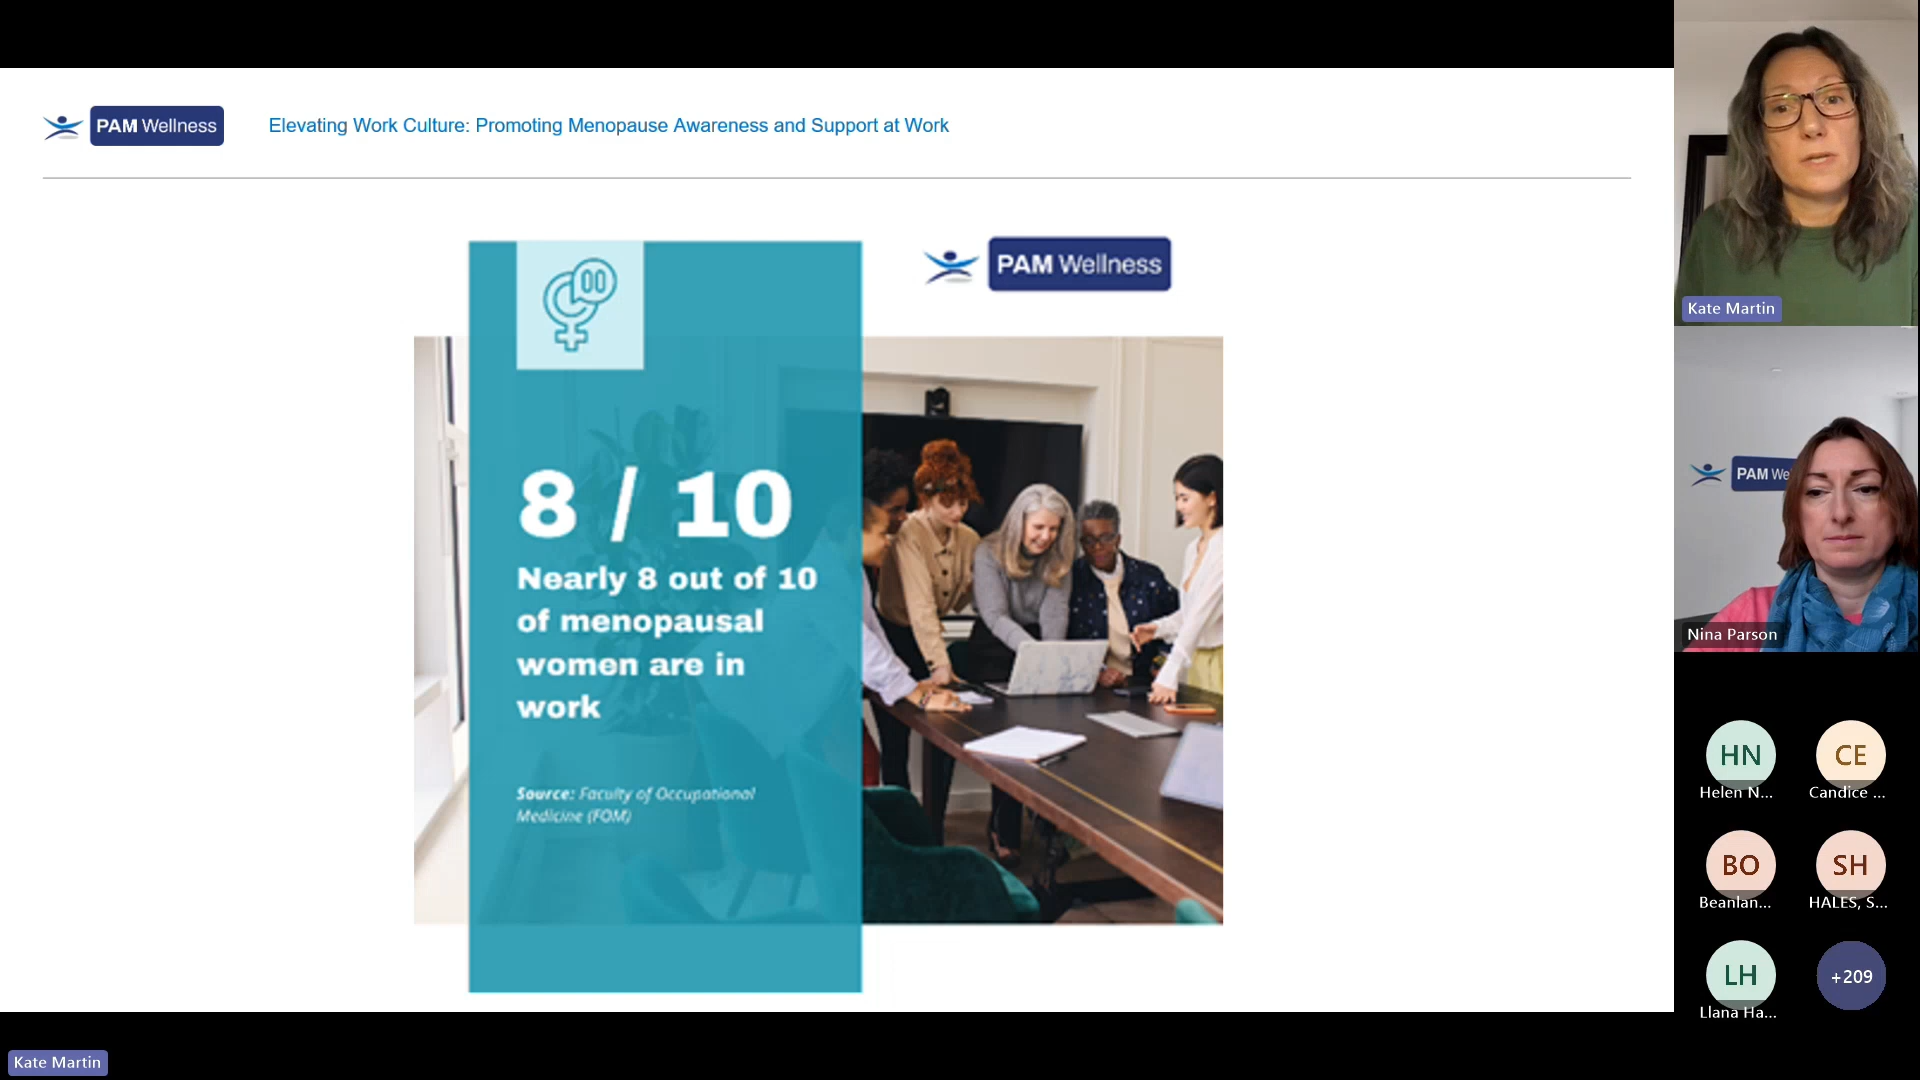 PAM Wellness
Elevating Work Culture: Promoting Menopause Awareness and Support at Work
PAM Wellness
8 / 10
Nearly 8 out of 10
of menopausal
women are in
work
Source: Faculty of Occupational
Medicine (FOM)
Kate Martin
PAM We
Nina Parson
HN
Helen N...
CE
Candice ...
BO
Beanlan...
SH
HALES, S...
LH
Llana Ha...
+209
Kate Martin